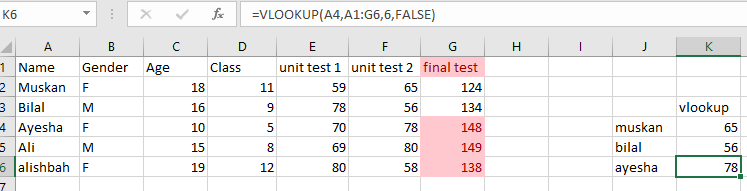 K6 =VLOOKUP(A4,A1:G6,6,FALSE)
A B C D E F G H I J K
1 Name Gender Age Class unit test 1 unit test 2 final test
2 Muskan F 18 11 59 65 124
3 Bilal M 16 9 78 56 134 vlookup
4 Ayesha F 10 5 70 78 148 muskan 65
5 Ali M 15 8 69 80 149 bilal 56
6 alishbah F 19 12 80 58 138 ayesha 78